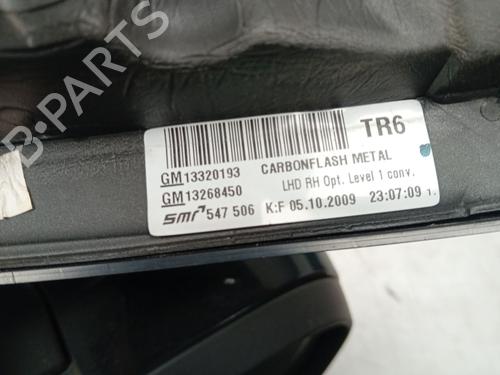 B-PARTS
TR6
GM13320193 CARBONFLASH METAL
GM13268450 LHD RH Opt. Level 1 conv.
smr 547 506 K:F 05.10.2009 23:07:09 1.